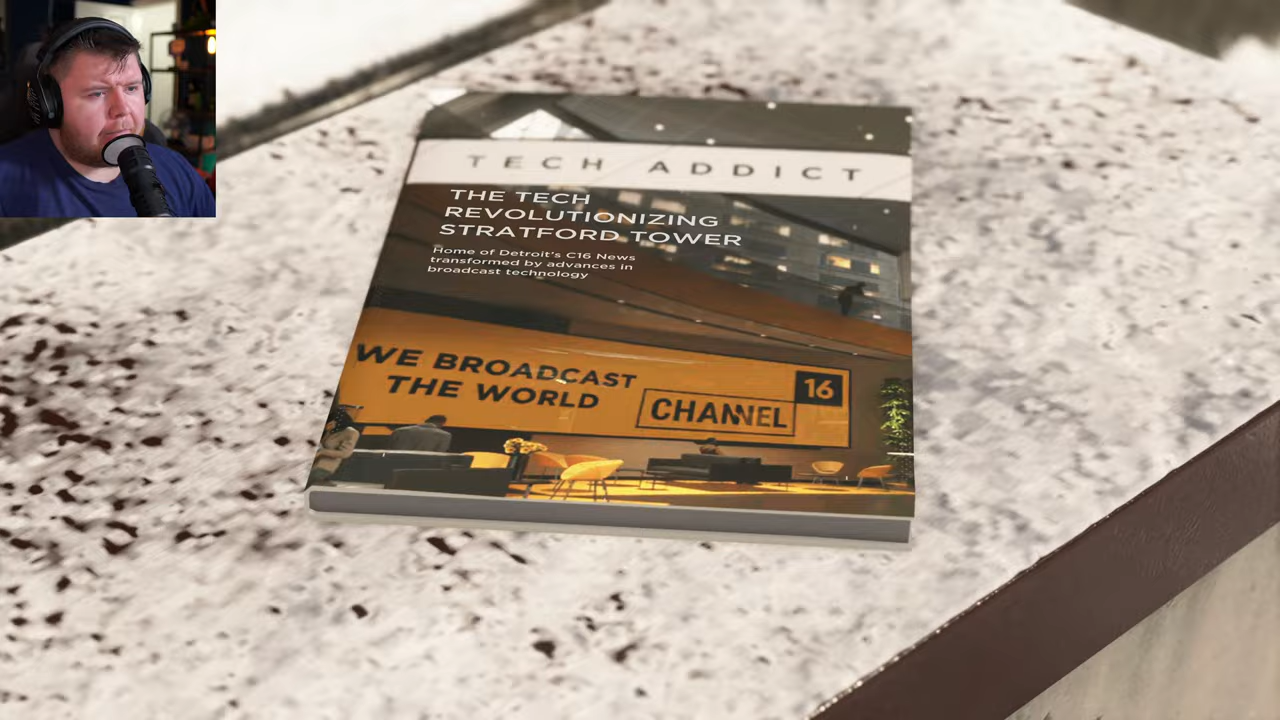 TECH ADDICT
THE TECH
REVOLUTIONIZING
STRATFORD TOWER
Home of Detroit's C16 News
transformed by advances in
broadcast technology
WE BROADCAST
THE WORLD
CHANNEL
16